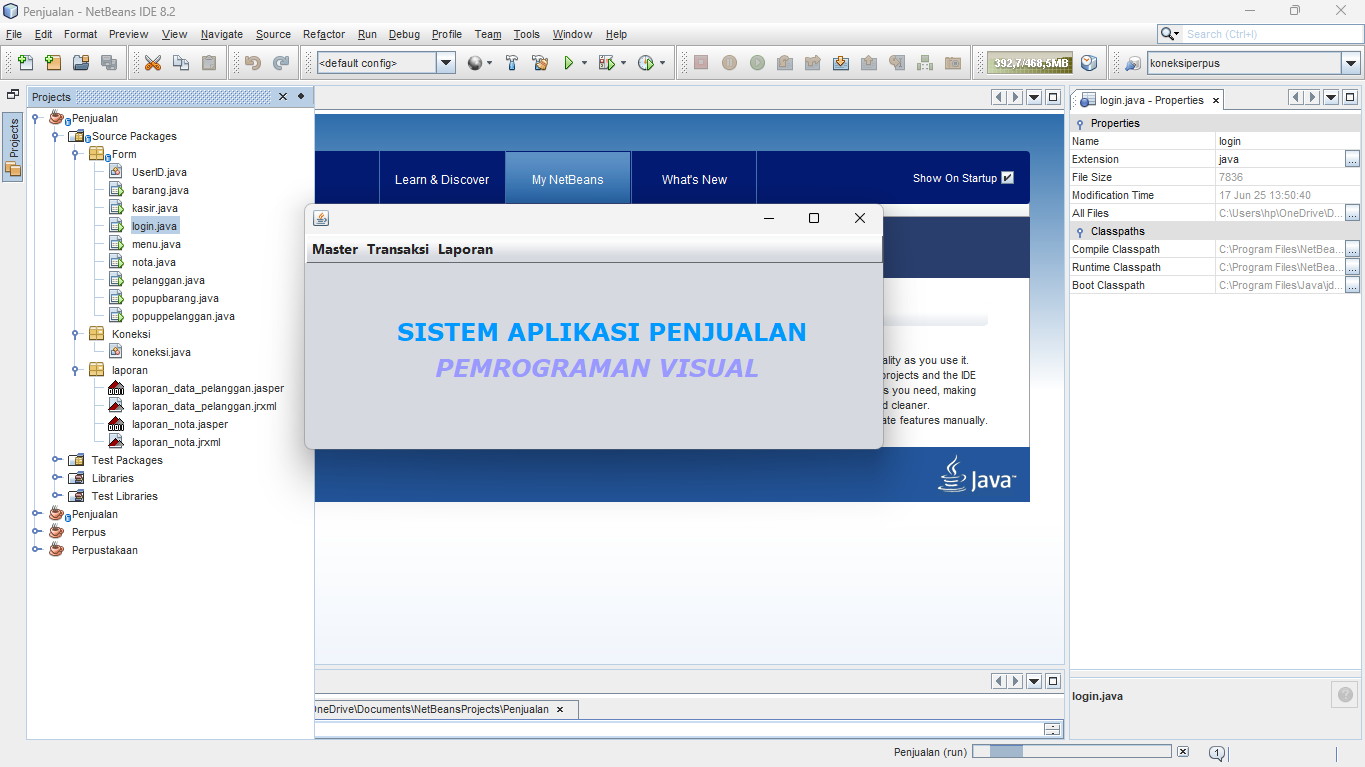 Penjualan - NetBeans IDE 8.2
File Edit Format Preview View Navigate Source Refactor Run Debug Profile Team Tools Window Help
Search (Ctrl+I)
<default config>
392,7/468,5MB
koneksiperpus
Projects
Projects
Penjualan
Source Packages
Form
UserID.java
barang.java
kasir.java
login.java
menu.java
nota.java
pelanggan.java
popupbarang.java
popuppelanggan.java
Koneksi
koneksi.java
laporan
laporan_data_pelanggan.jasper
laporan_data_pelanggan.jrxml
laporan_nota.jasper
laporan_nota.jrxml
Test Packages
Libraries
Test Libraries
Penjualan
Perpus
Perpustakaan
Learn & Discover
My NetBeans
What's New
Show On Startup
Master Transaksi Laporan
SISTEM APLIKASI PENJUALAN
PEMROGRAMAN VISUAL
ality as you use it.
projects and the IDE
s you need, making
d cleaner.
ate features manually.
Java™
OneDrive\Documents\NetBeansProjects\Penjualan
login.java - Properties
Properties
Name login
Extension java
File Size 7836
Modification Time 17 Jun 25 13:50:40
All Files C:\Users\hp\OneDrive\D...
Classpaths
Compile Classpath C:\Program Files\NetBea...
Runtime Classpath C:\Program Files\NetBea...
Boot Classpath C:\Program Files\Java\jd...
login.java
Penjualan (run)
1